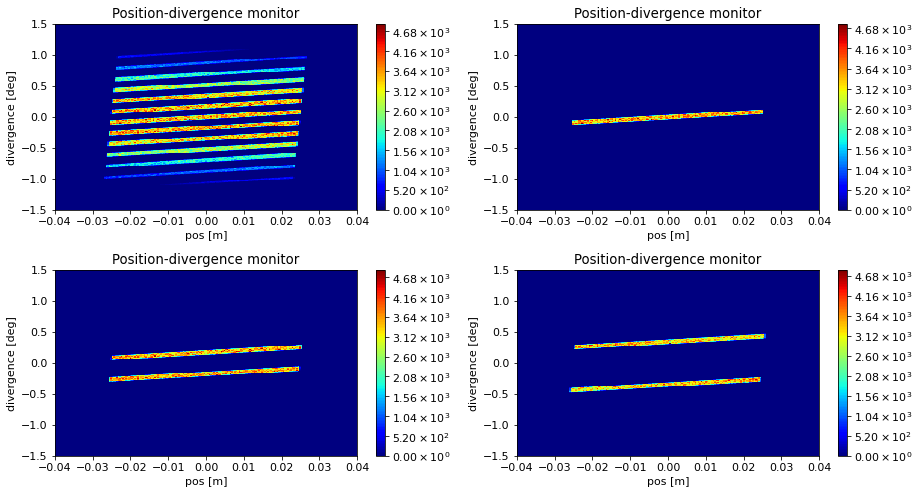 Position-divergence monitor
divergence [deg]
1.5
1.0
0.5
0.0
−0.5
−1.0
−1.5
−0.04 −0.03 −0.02 −0.01 0.00 0.01 0.02 0.03 0.04
pos [m]
4.68 × 10³
4.16 × 10³
3.64 × 10³
3.12 × 10³
2.60 × 10³
2.08 × 10³
1.56 × 10³
1.04 × 10³
5.20 × 10²
0.00 × 10⁰
Position-divergence monitor
divergence [deg]
1.5
1.0
0.5
0.0
−0.5
−1.0
−1.5
−0.04 −0.03 −0.02 −0.01 0.00 0.01 0.02 0.03 0.04
pos [m]
4.68 × 10³
4.16 × 10³
3.64 × 10³
3.12 × 10³
2.60 × 10³
2.08 × 10³
1.56 × 10³
1.04 × 10³
5.20 × 10²
0.00 × 10⁰
Position-divergence monitor
divergence [deg]
1.5
1.0
0.5
0.0
−0.5
−1.0
−1.5
−0.04 −0.03 −0.02 −0.01 0.00 0.01 0.02 0.03 0.04
pos [m]
4.68 × 10³
4.16 × 10³
3.64 × 10³
3.12 × 10³
2.60 × 10³
2.08 × 10³
1.56 × 10³
1.04 × 10³
5.20 × 10²
0.00 × 10⁰
Position-divergence monitor
divergence [deg]
1.5
1.0
0.5
0.0
−0.5
−1.0
−1.5
−0.04 −0.03 −0.02 −0.01 0.00 0.01 0.02 0.03 0.04
pos [m]
4.68 × 10³
4.16 × 10³
3.64 × 10³
3.12 × 10³
2.60 × 10³
2.08 × 10³
1.56 × 10³
1.04 × 10³
5.20 × 10²
0.00 × 10⁰